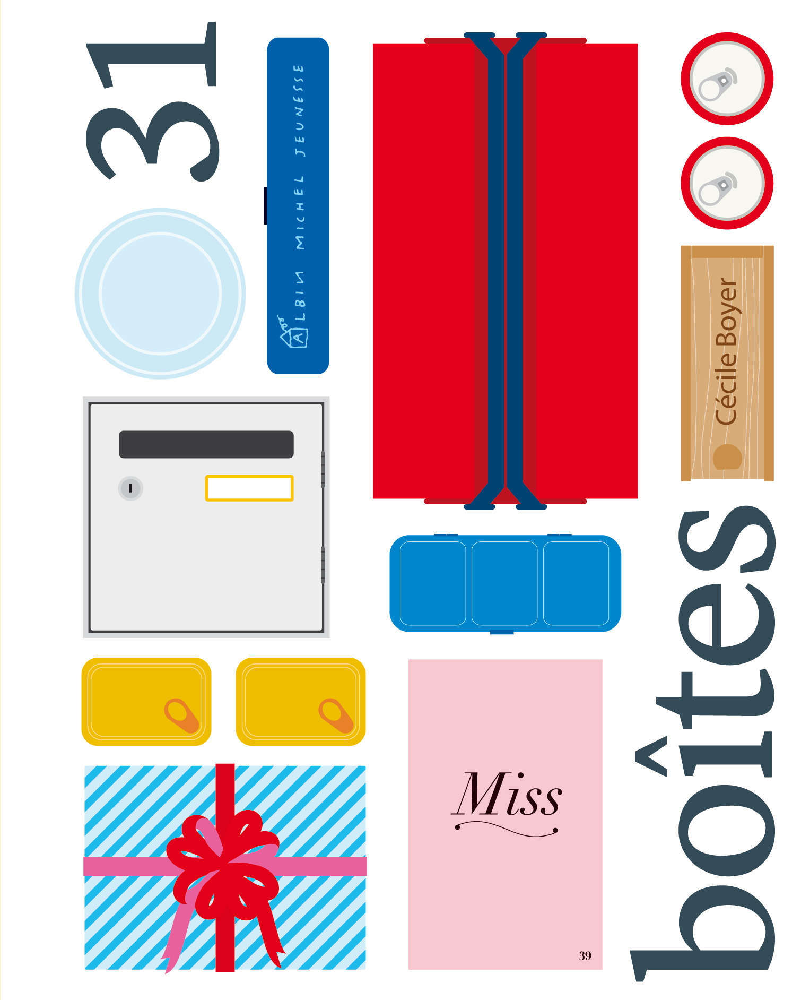 31
boîtes
Cécile Boyer
ALBIN MICHEL JEUNESSE
Miss
39